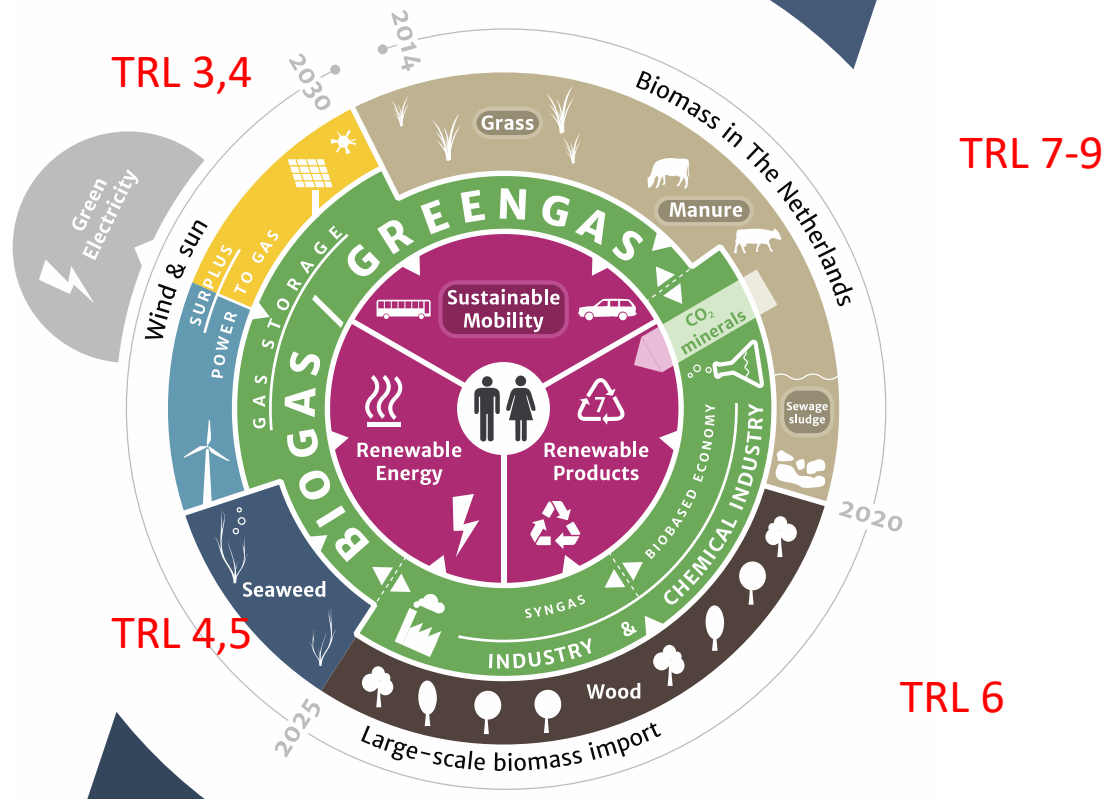 TRL 3,4
2014
2030
TRL 7-9
Biomass in The Netherlands
Grass
Manure
Green
Electricity
Wind & sun
SURPLUS
POWER TO GAS
GAS STORAGE
BIOGAS / GREENGAS
Sustainable
Mobility
CO₂
minerals
7
Renewable
Energy
Renewable
Products
Sewage
sludge
BIOBASED ECONOMY
INDUSTRY & CHEMICAL INDUSTRY
SYNGAS
2020
Seaweed
TRL 4,5
TRL 6
Wood
2025
Large-scale biomass import